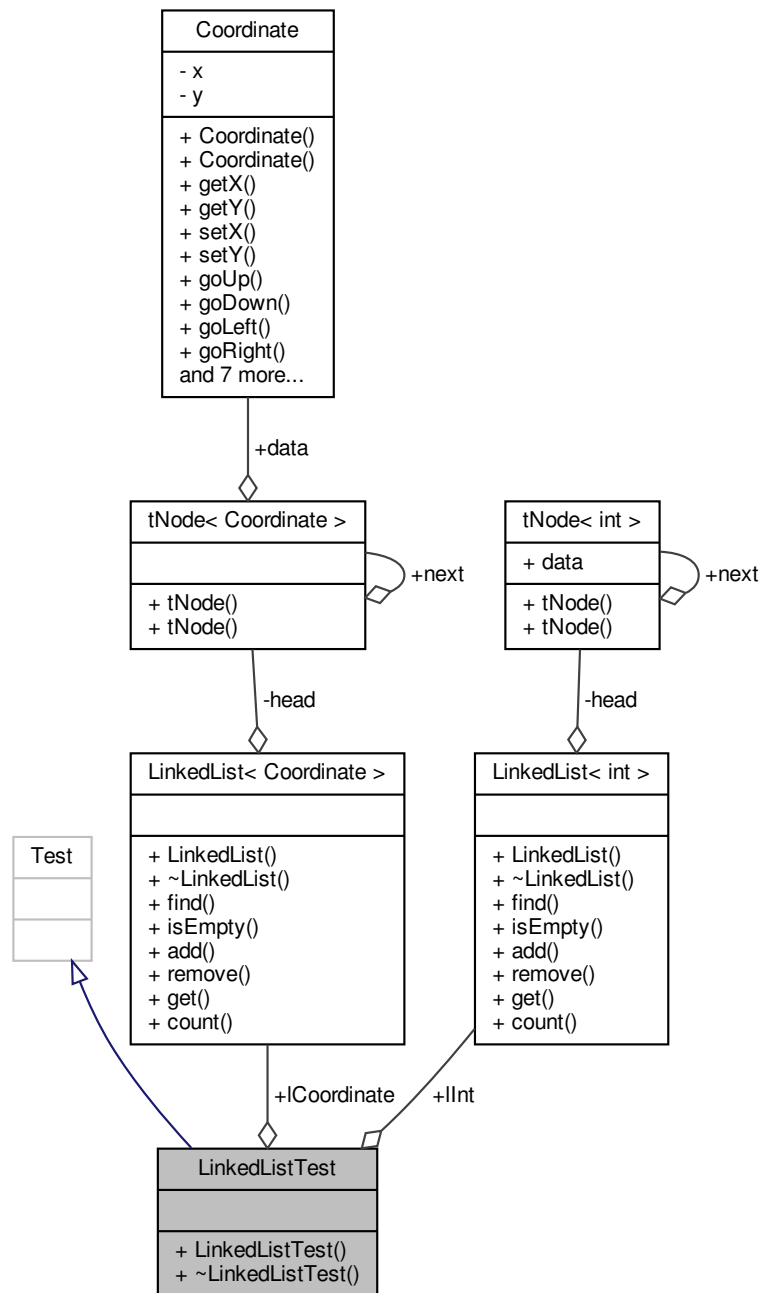 Coordinate
- x
- y
+ Coordinate()
+ Coordinate()
+ getX()
+ getY()
+ setX()
+ setY()
+ goUp()
+ goDown()
+ goLeft()
+ goRight()
and 7 more...
+data
tNode< Coordinate >
+ tNode()
+ tNode()
+next
tNode< int >
+ data
+ tNode()
+ tNode()
+next
-head
-head
LinkedList< Coordinate >
+ LinkedList()
+ ~LinkedList()
+ find()
+ isEmpty()
+ add()
+ remove()
+ get()
+ count()
LinkedList< int >
+ LinkedList()
+ ~LinkedList()
+ find()
+ isEmpty()
+ add()
+ remove()
+ get()
+ count()
Test
+lCoordinate
+lInt
LinkedListTest
+ LinkedListTest()
+ ~LinkedListTest()